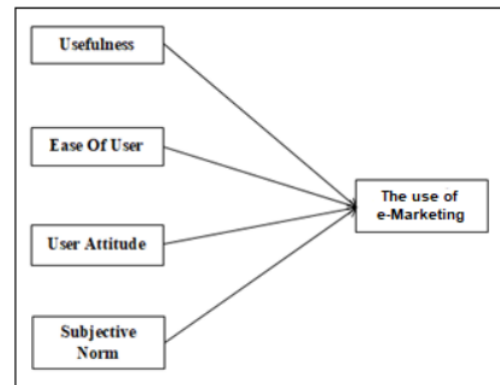 Usefulness
Ease Of User
User Attitude
Subjective
Norm
The use of
e-Marketing